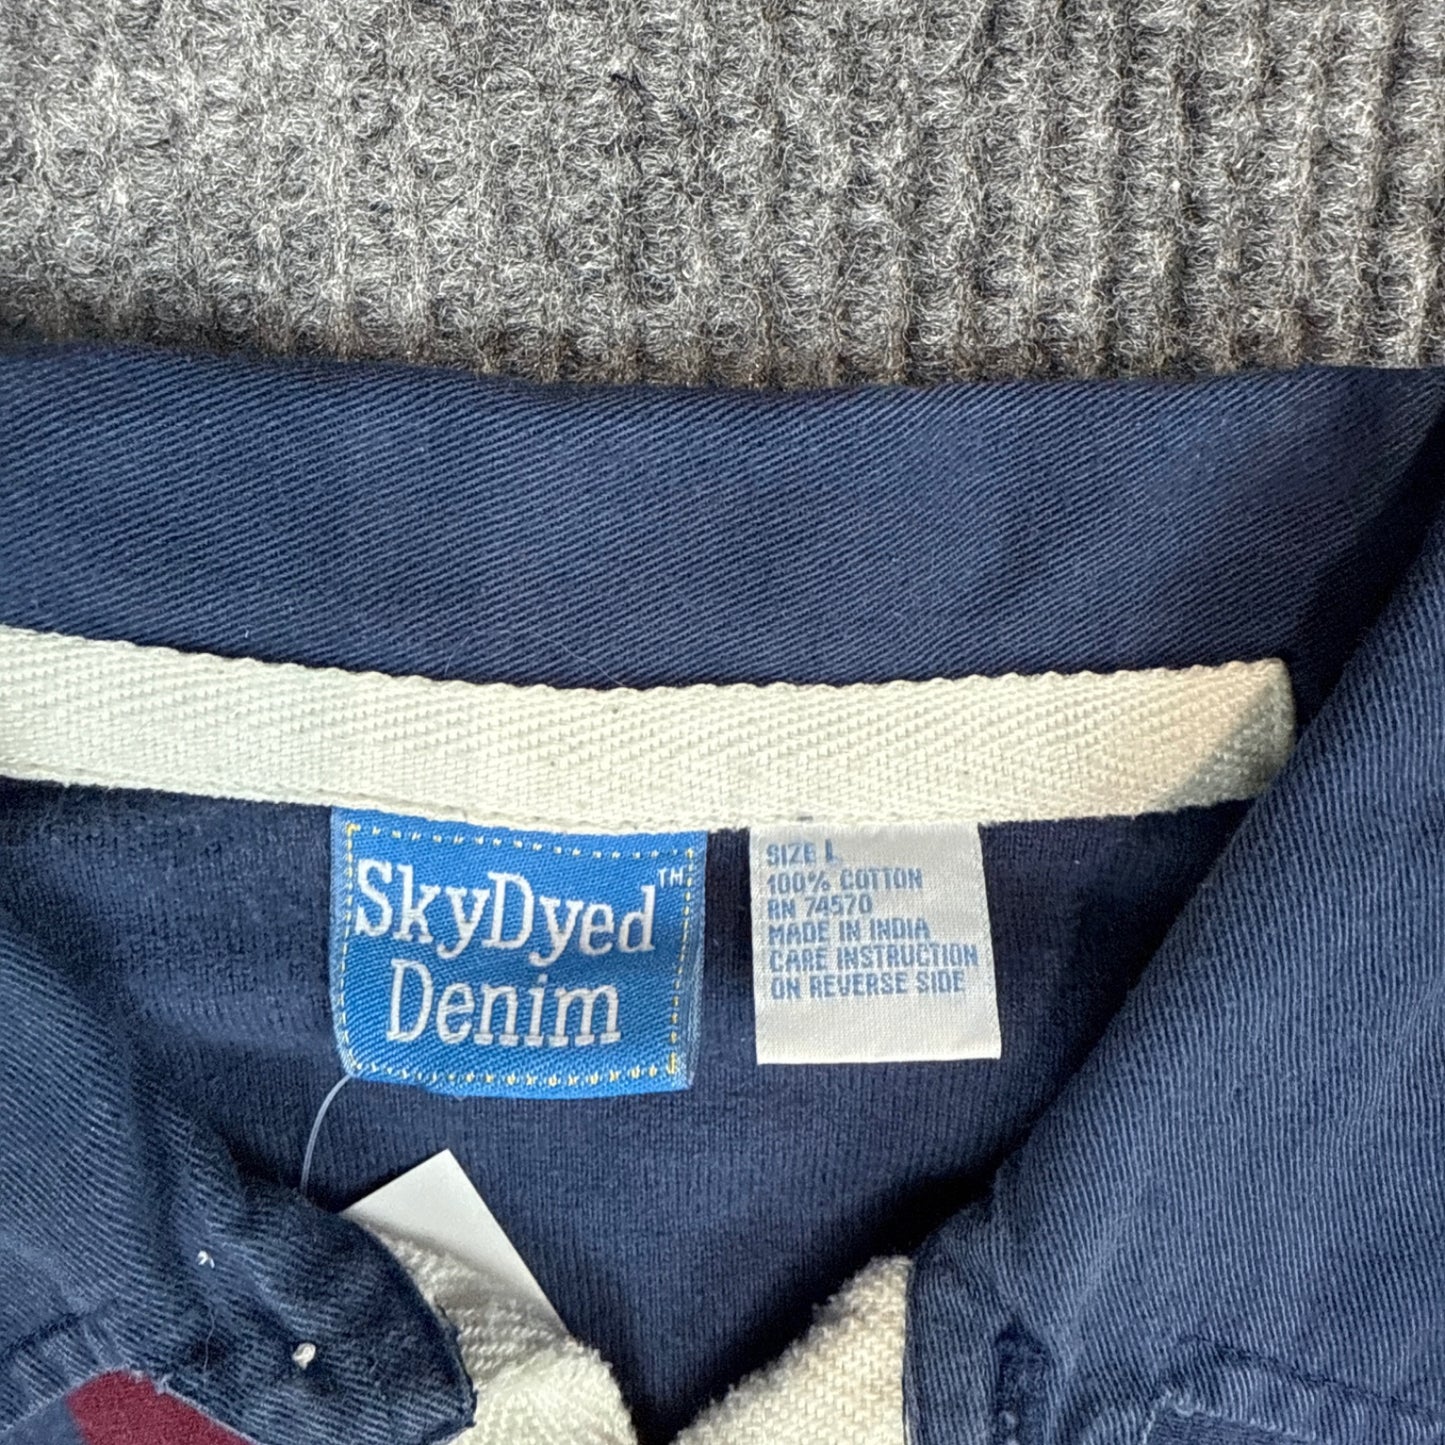 SkyDyed™
Denim
SIZE L
100% COTTON
RN 74570
MADE IN INDIA
CARE INSTRUCTION
ON REVERSE SIDE